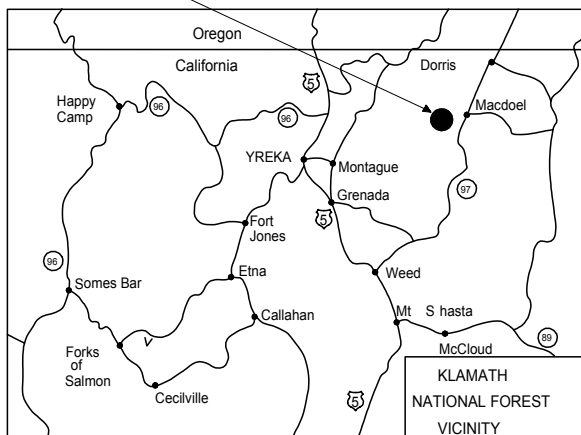 Oregon
California
5
Dorris
Happy
Camp
96
96
Macdoel
YREKA
Montague
97
Grenada
5
Fort
Jones
96
Somes Bar
Etna
Weed
Callahan
Mt S hasta
McCloud
89
Forks
of
Salmon
Cecilville
5
KLAMATH
NATIONAL FOREST
VICINITY